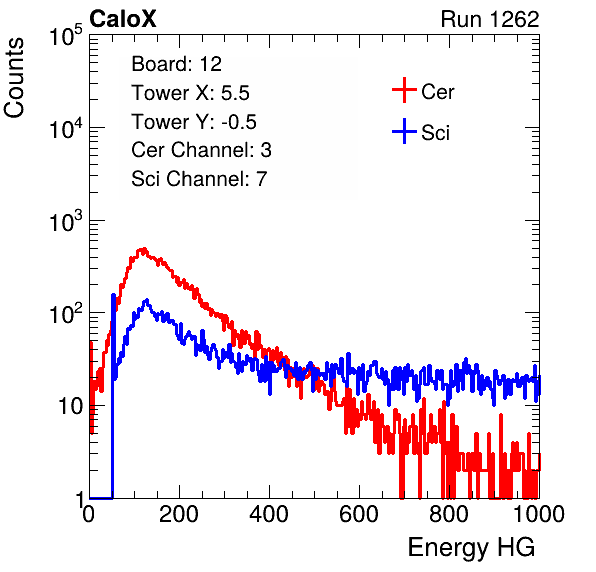 CaloX Run 1262
Counts
10^5
10^4
10^3
10^2
10
1
Board: 12
Tower X: 5.5
Tower Y: -0.5
Cer Channel: 3
Sci Channel: 7
Cer
Sci
0 200 400 600 800 1000
Energy HG